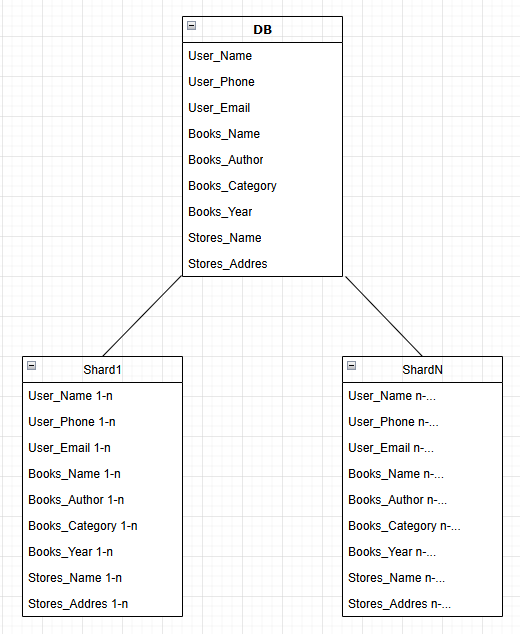 DB
User_Name
User_Phone
User_Email
Books_Name
Books_Author
Books_Category
Books_Year
Stores_Name
Stores_Addres
Shard1
User_Name 1-n
User_Phone 1-n
User_Email 1-n
Books_Name 1-n
Books_Author 1-n
Books_Category 1-n
Books_Year 1-n
Stores_Name 1-n
Stores_Addres 1-n
ShardN
User_Name n-...
User_Phone n-...
User_Email n-...
Books_Name n-...
Books_Author n-...
Books_Category n-...
Books_Year n-...
Stores_Name n-...
Stores_Addres n-...